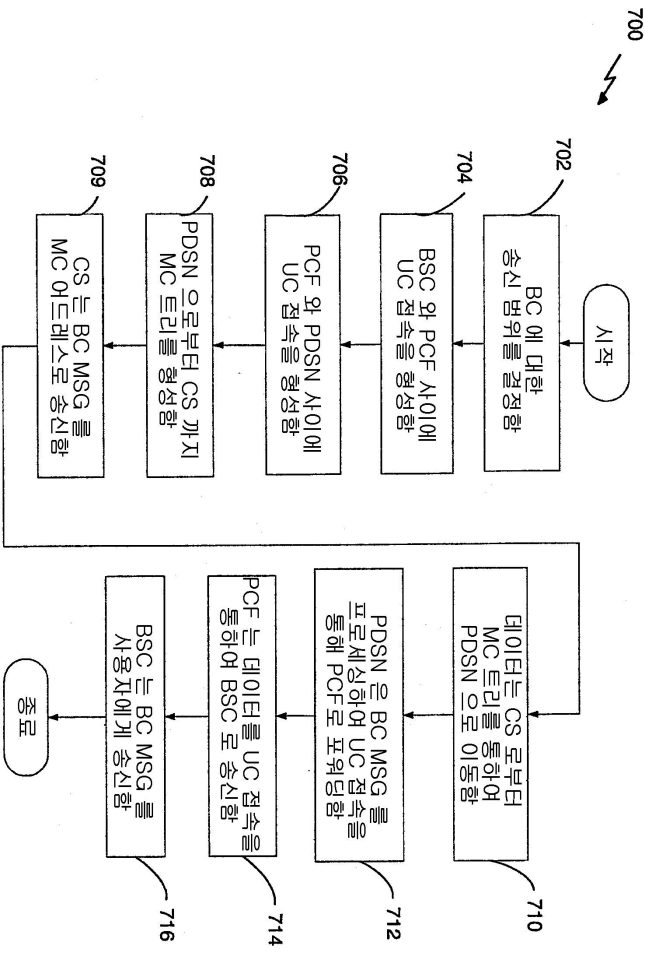 700
시작
702
BC 에 대한
송신 범위를 결정함
704
BSC 와 PCF 사이에
UC 접속을 형성함
706
PCF 와 PDSN 사이에
UC 접속을 형성함
708
PDSN 으로부터 CS 까지
MC 트리를 형성함
709
CS 는 BC MSG 를
MC 어드레스로 송신함
데이터는 CS 로부터
MC 트리를 통하여
PDSN 으로 이동함
710
PDSN 은 BC MSG 를
프로세싱하여 UC 접속을
통해 PCF로 포워딩함
712
PCF 는 데이터를 UC 접속을
통하여 BSC 로 송신함
714
BSC 는 BC MSG 를
사용자에게 송신함
716
종료